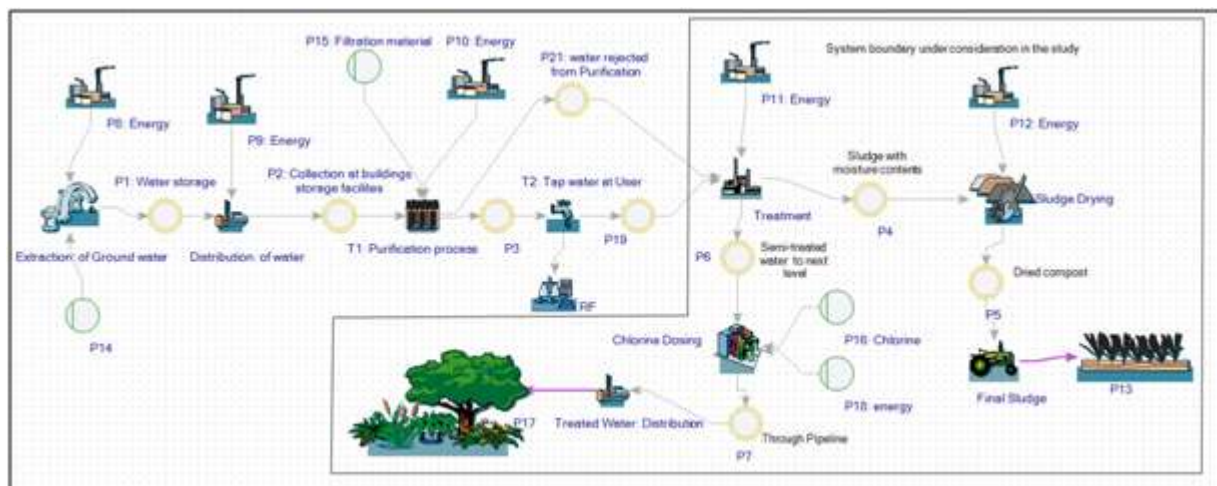 P15: Filtration material
P10: Energy
P21: water rejected
from Purification
System boundary under consideration in the study
P8: Energy
P9: Energy
P11: Energy
P12: Energy
P1: Water storage
P2: Collection at buildings
storage facilities
T2: Tap water at User
Sludge with
moisture contents
Extraction: of Ground water
Distribution: of water
T1: Purification process
P3
P19
Treatment
P4
Sludge Drying
P6
Semi-treated
water to next
level
Dried compost
P5
RF
P14
Chlorine Dosing
P16: Chlorine
P18: energy
Final Sludge
P13
P17
Treated Water: Distribution
Through Pipeline
P7